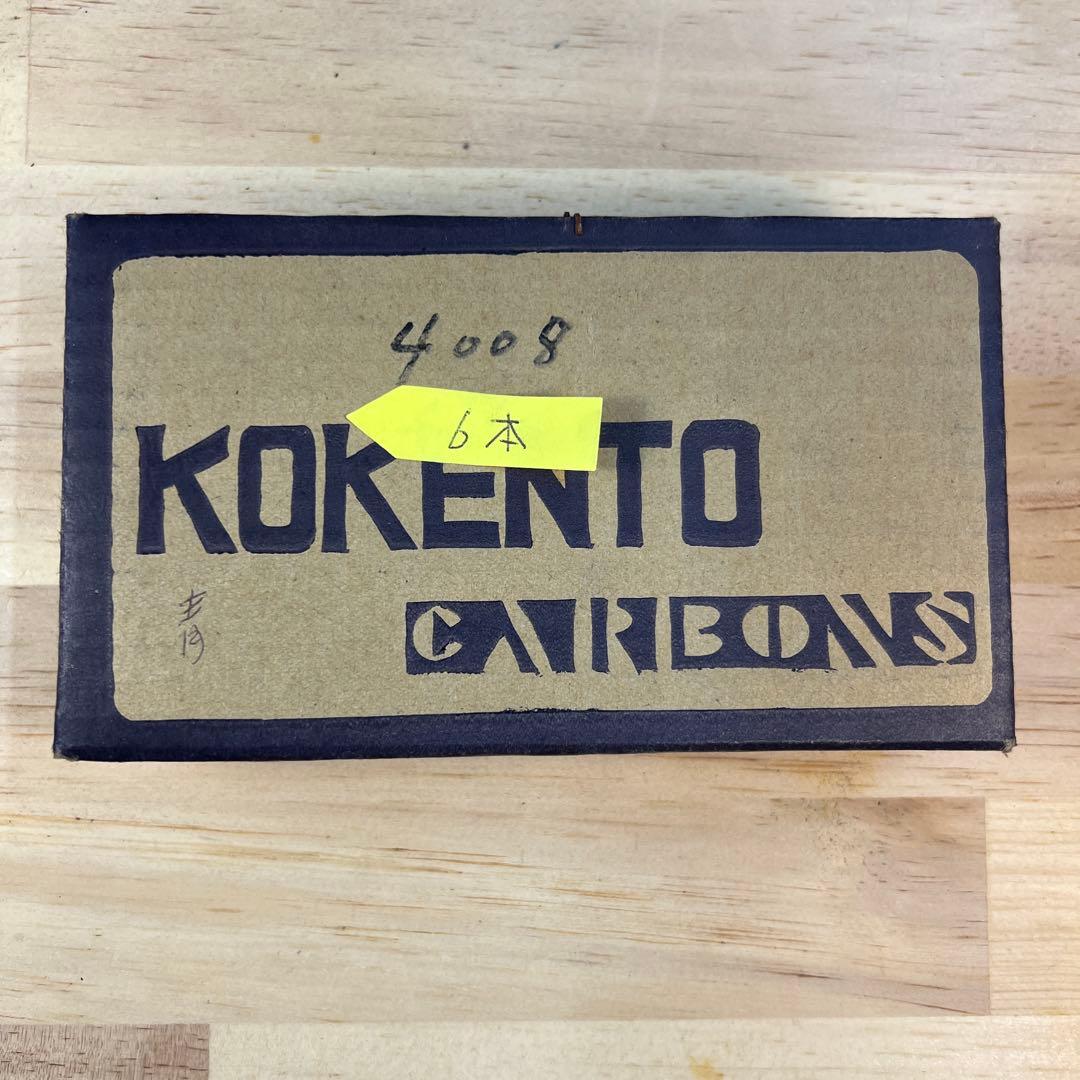 4008
6本
KOKENTO
CARBONS